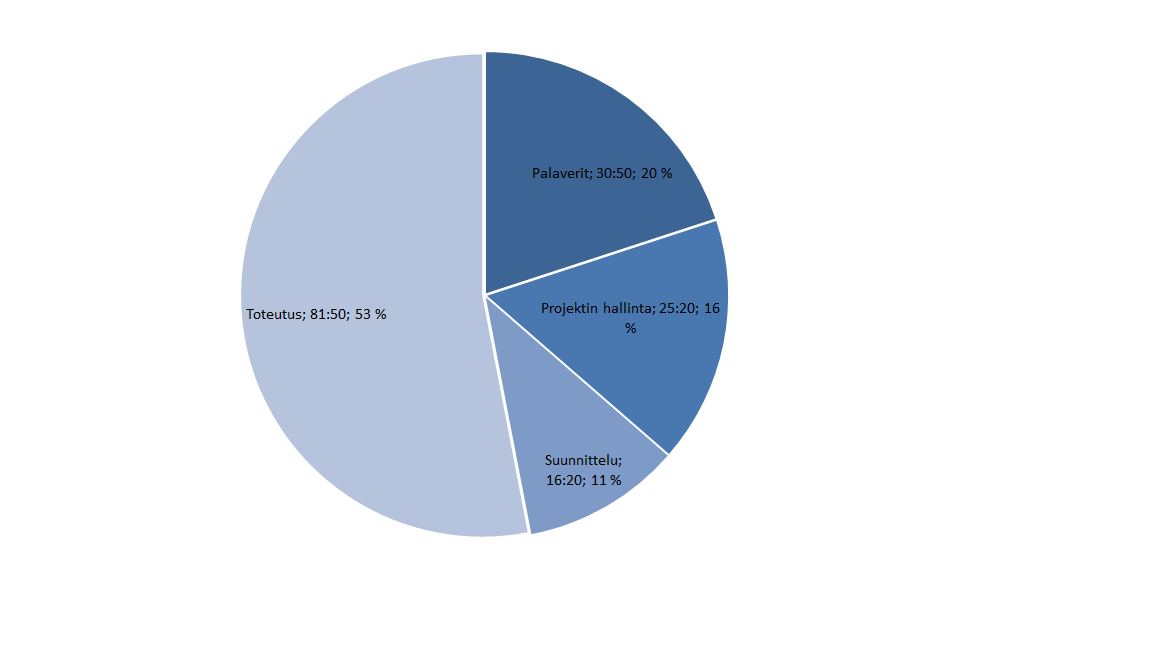 Palaverit; 30:50; 20 %
Projektin hallinta; 25:20; 16
%
Toteutus; 81:50; 53 %
Suunnittelu;
16:20; 11 %